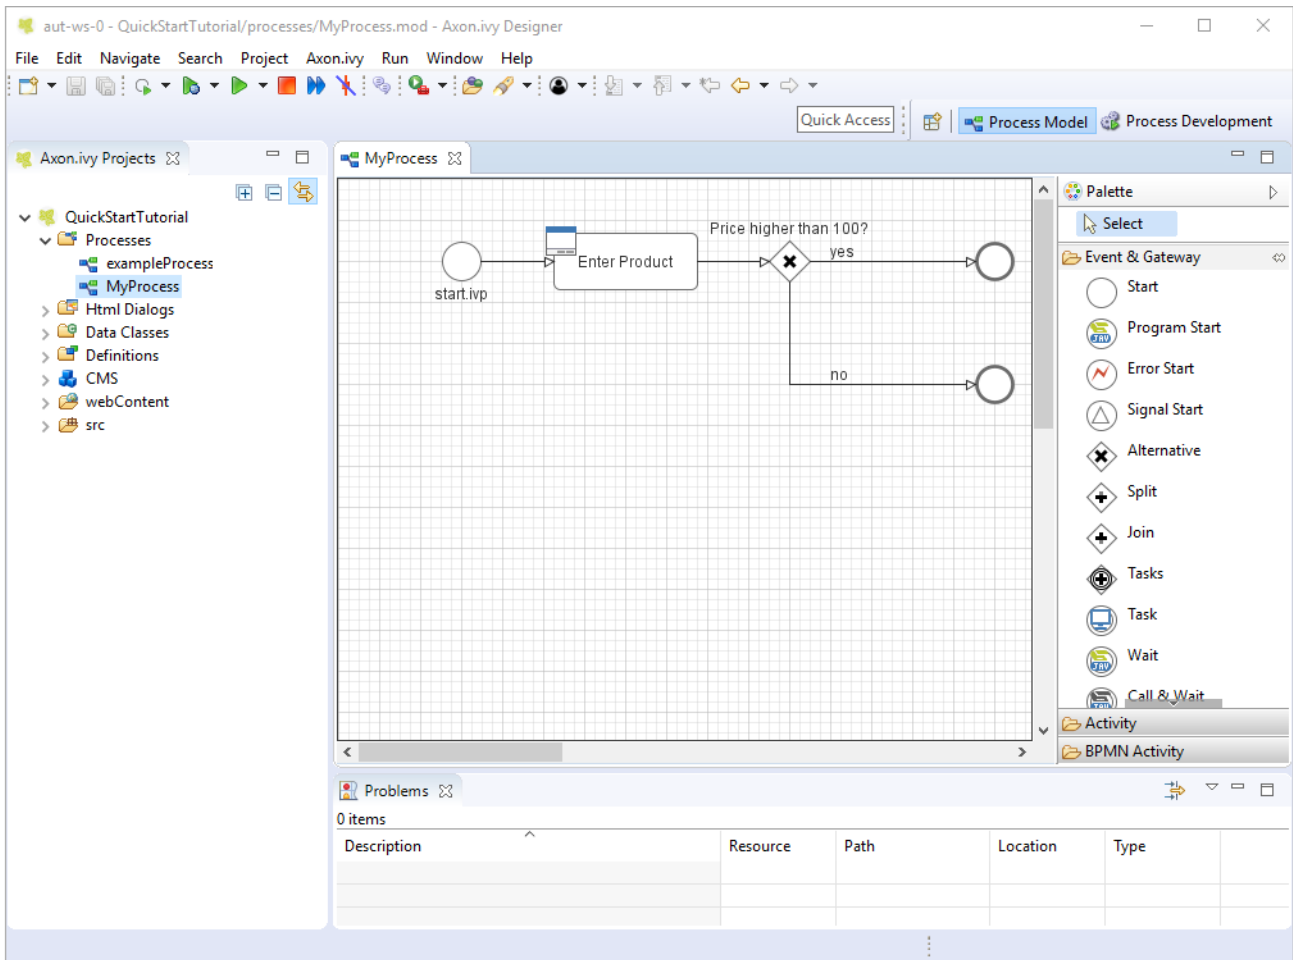 aut-ws-0 - QuickStartTutorial/processes/MyProcess.mod - Axon.ivy Designer
File Edit Navigate Search Project Axon.ivy Run Window Help
Quick Access Process Model Process Development
Axon.ivy Projects
QuickStartTutorial
Processes
exampleProcess
MyProcess
Html Dialogs
Data Classes
Definitions
CMS
webContent
src
MyProcess
Price higher than 100?
yes
Enter Product
start.ivp
no
Palette
Select
Event & Gateway
Start
Program Start
Error Start
Signal Start
Alternative
Split
Join
Tasks
Task
Wait
Call & Wait
Activity
BPMN Activity
Problems
0 items
Description Resource Path Location Type